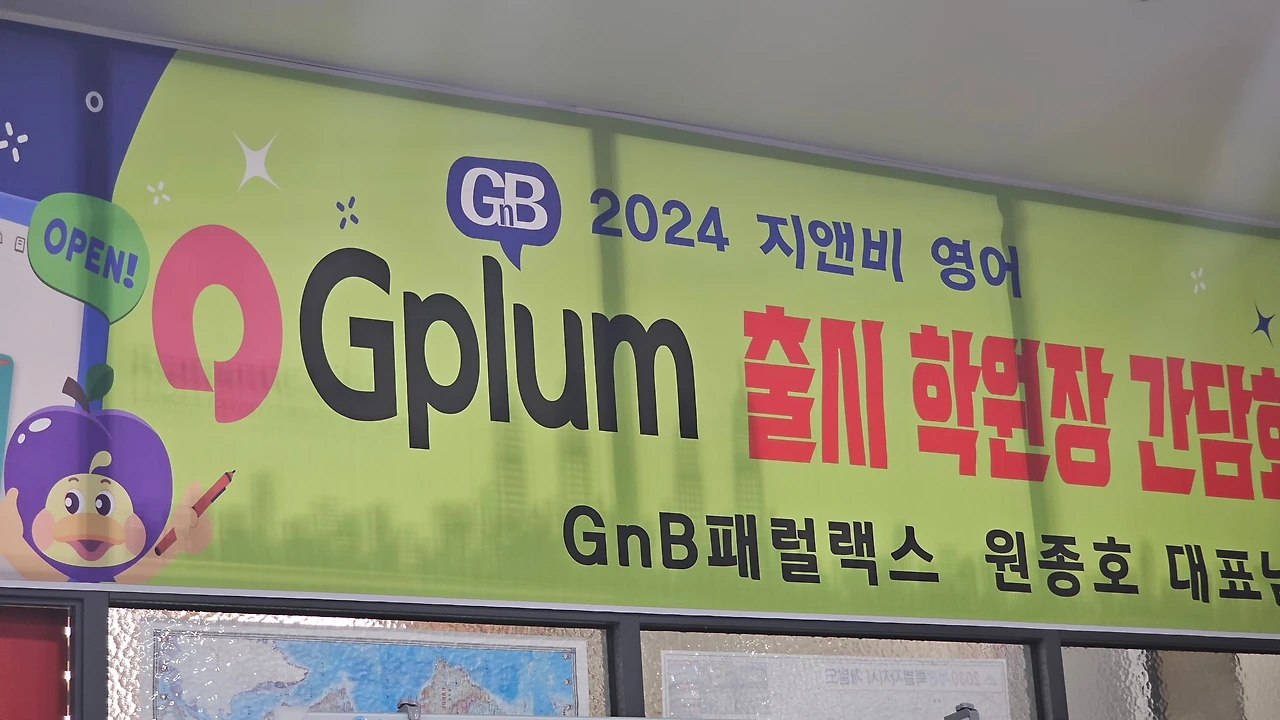 OPEN!
GnB 2024 지앤비 영어
Gplum 출시 학원장 간담회
GnB패럴랙스 원종호 대표님